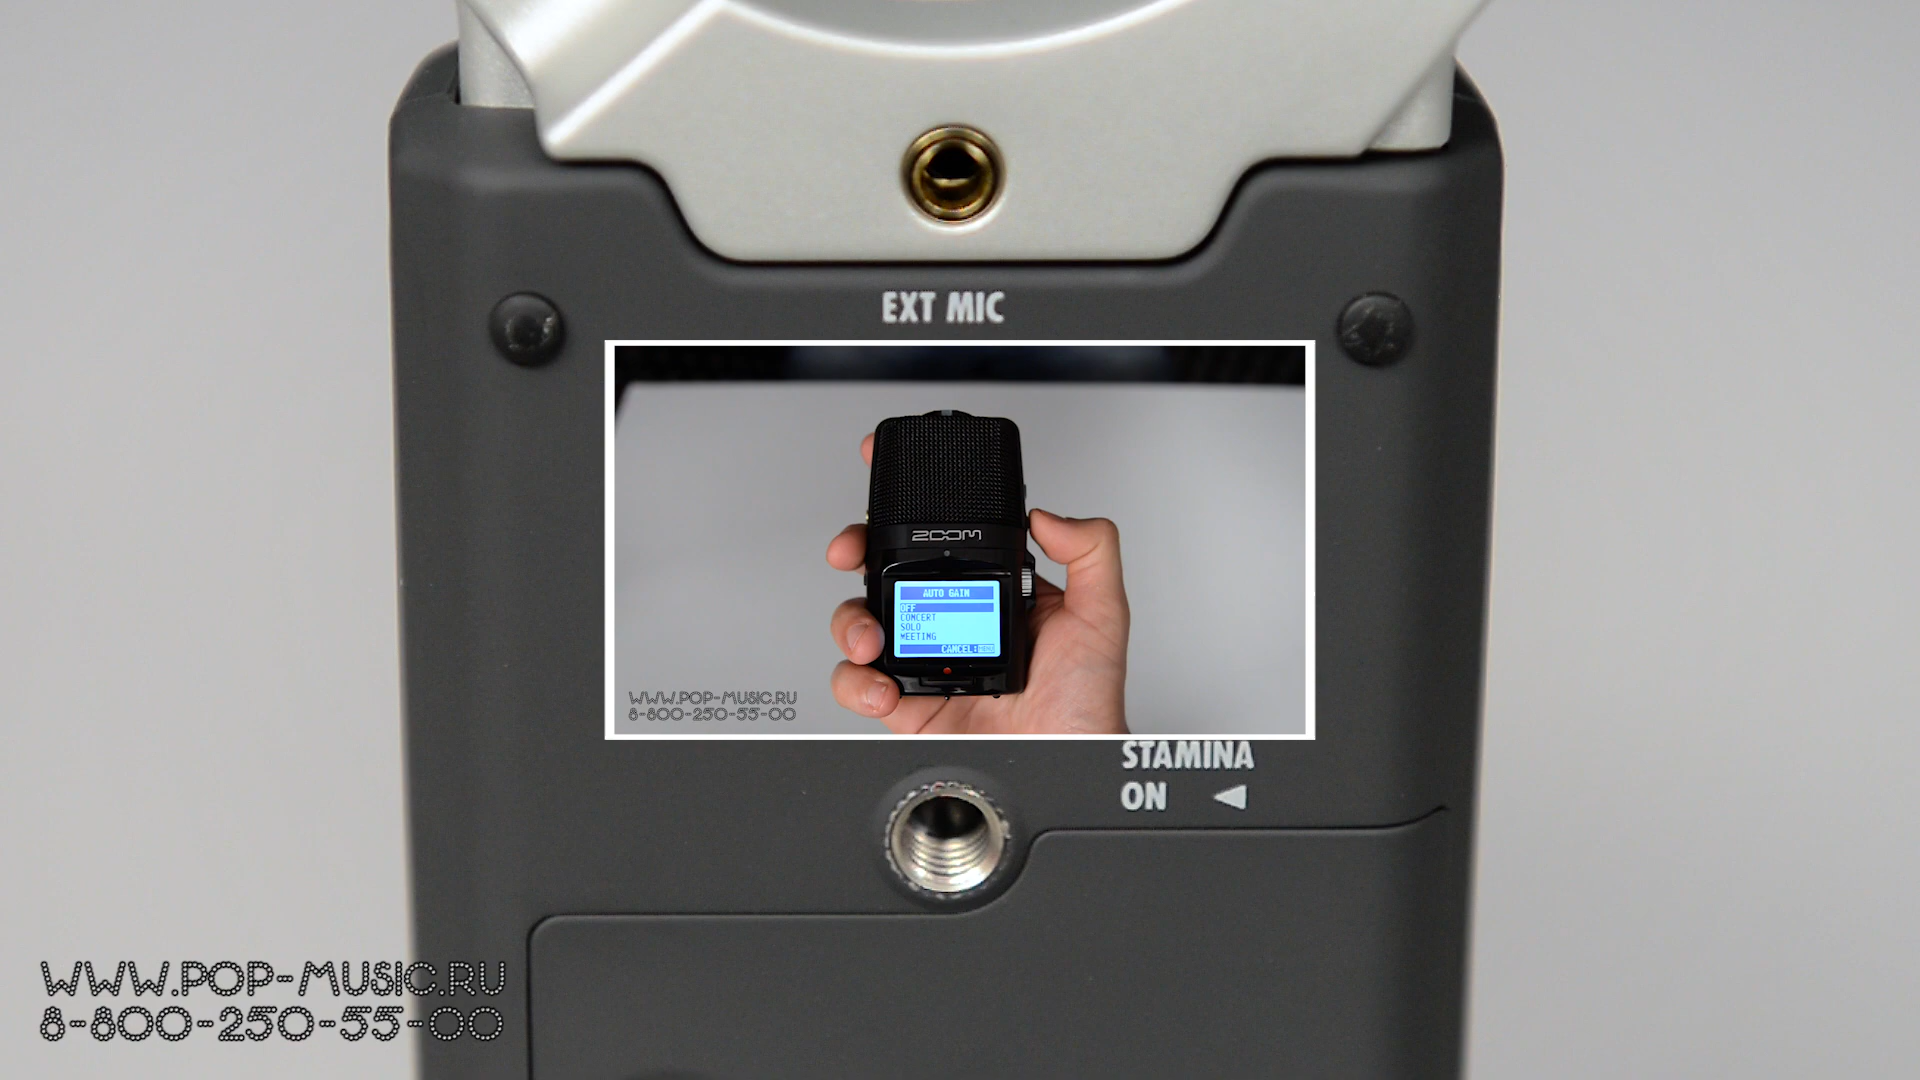 EXT MIC
ZOOM
AUTO GAIN
OFF
CONCERT
SOLO
MEETING
CANCEL:MENU
WWW.POP-MUSIC.RU
8-800-250-55-00
STAMINA
ON ◀
WWW.POP-MUSIC.RU
8-800-250-55-00